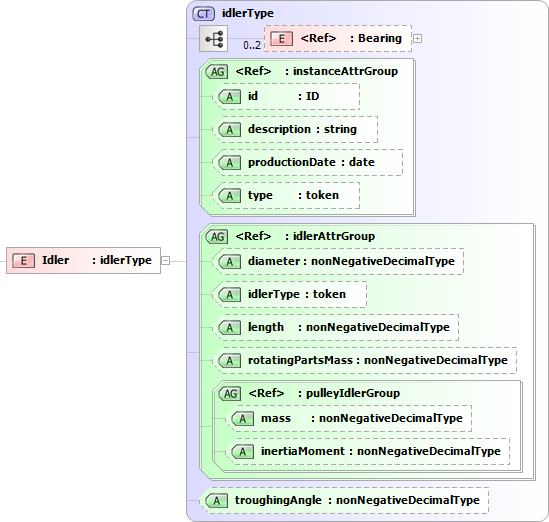 CT idlerType
0..2 E <Ref> : Bearing
AG <Ref> : instanceAttrGroup
A id : ID
A description : string
A productionDate : date
A type : token
AG <Ref> : idlerAttrGroup
A diameter : nonNegativeDecimalType
E Idler : idlerType
A idlerType : token
A length : nonNegativeDecimalType
A rotatingPartsMass : nonNegativeDecimalType
AG <Ref> : pulleyIdlerGroup
A mass : nonNegativeDecimalType
A inertiaMoment : nonNegativeDecimalType
A troughingAngle : nonNegativeDecimalType